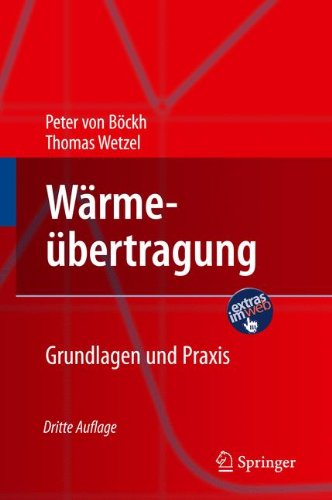 Peter von Böckh
Thomas Wetzel
Wärme-
übertragung
extras
im web
Grundlagen und Praxis
Dritte Auflage
Springer